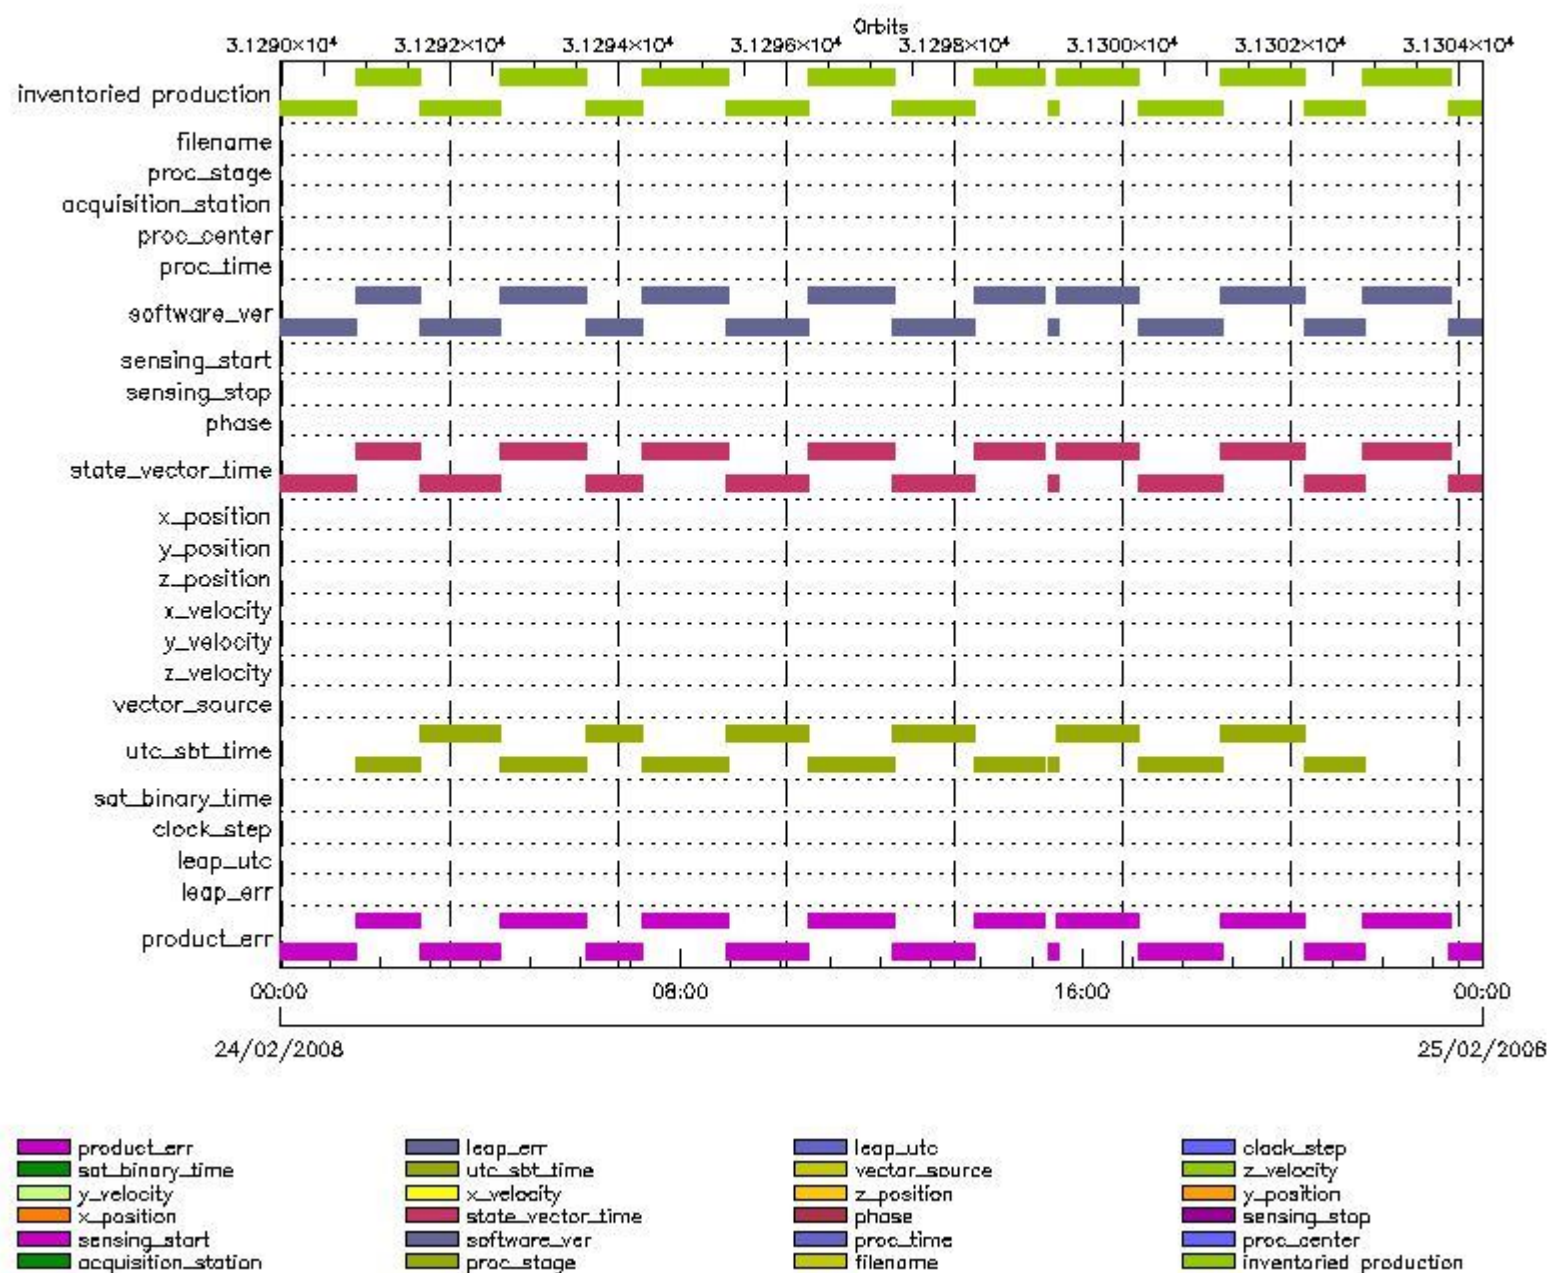 Orbits
3.1290×10⁴ 3.1292×10⁴ 3.1294×10⁴ 3.1296×10⁴ 3.1298×10⁴ 3.1300×10⁴ 3.1302×10⁴ 3.1304×10⁴
inventoried production
filename
proc_stage
acquisition_station
proc_center
proc_time
software_ver
sensing_start
sensing_stop
phase
state_vector_time
x_position
y_position
z_position
x_velocity
y_velocity
z_velocity
vector_source
utc_sbt_time
sat_binary_time
clock_step
leap_utc
leap_err
product_err
00:00 08:00 16:00 00:00
24/02/2008 25/02/2008
product_err leap_err leap_utc clock_step
sat_binary_time utc_sbt_time vector_source z_velocity
y_velocity x_velocity z_position y_position
x_position state_vector_time phase sensing_stop
sensing_start software_ver proc_time proc_center
acquisition_station proc_stage filename inventoried production